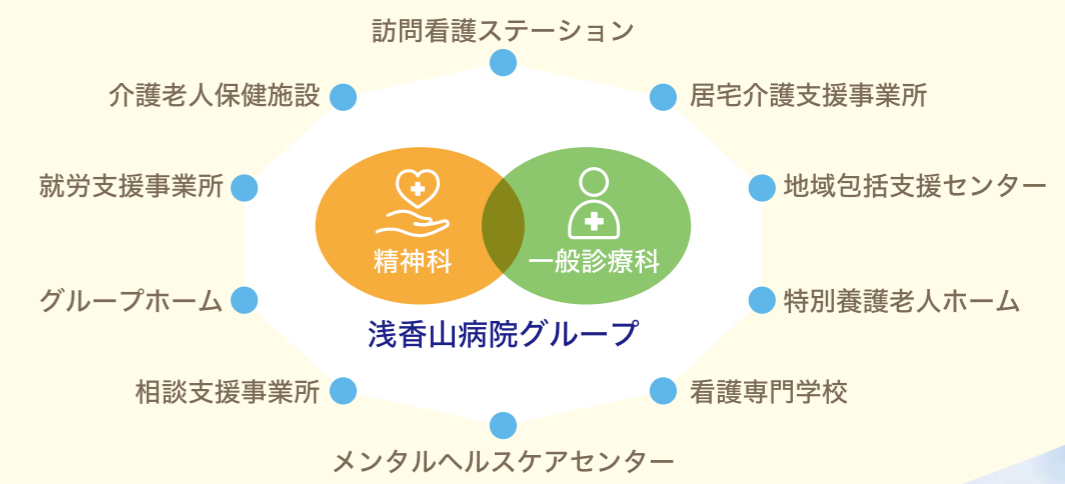 訪問看護ステーション
介護老人保健施設
居宅介護支援事業所
就労支援事業所
地域包括支援センター
精神科
一般診療科
グループホーム
特別養護老人ホーム
浅香山病院グループ
相談支援事業所
看護専門学校
メンタルヘルスケアセンター